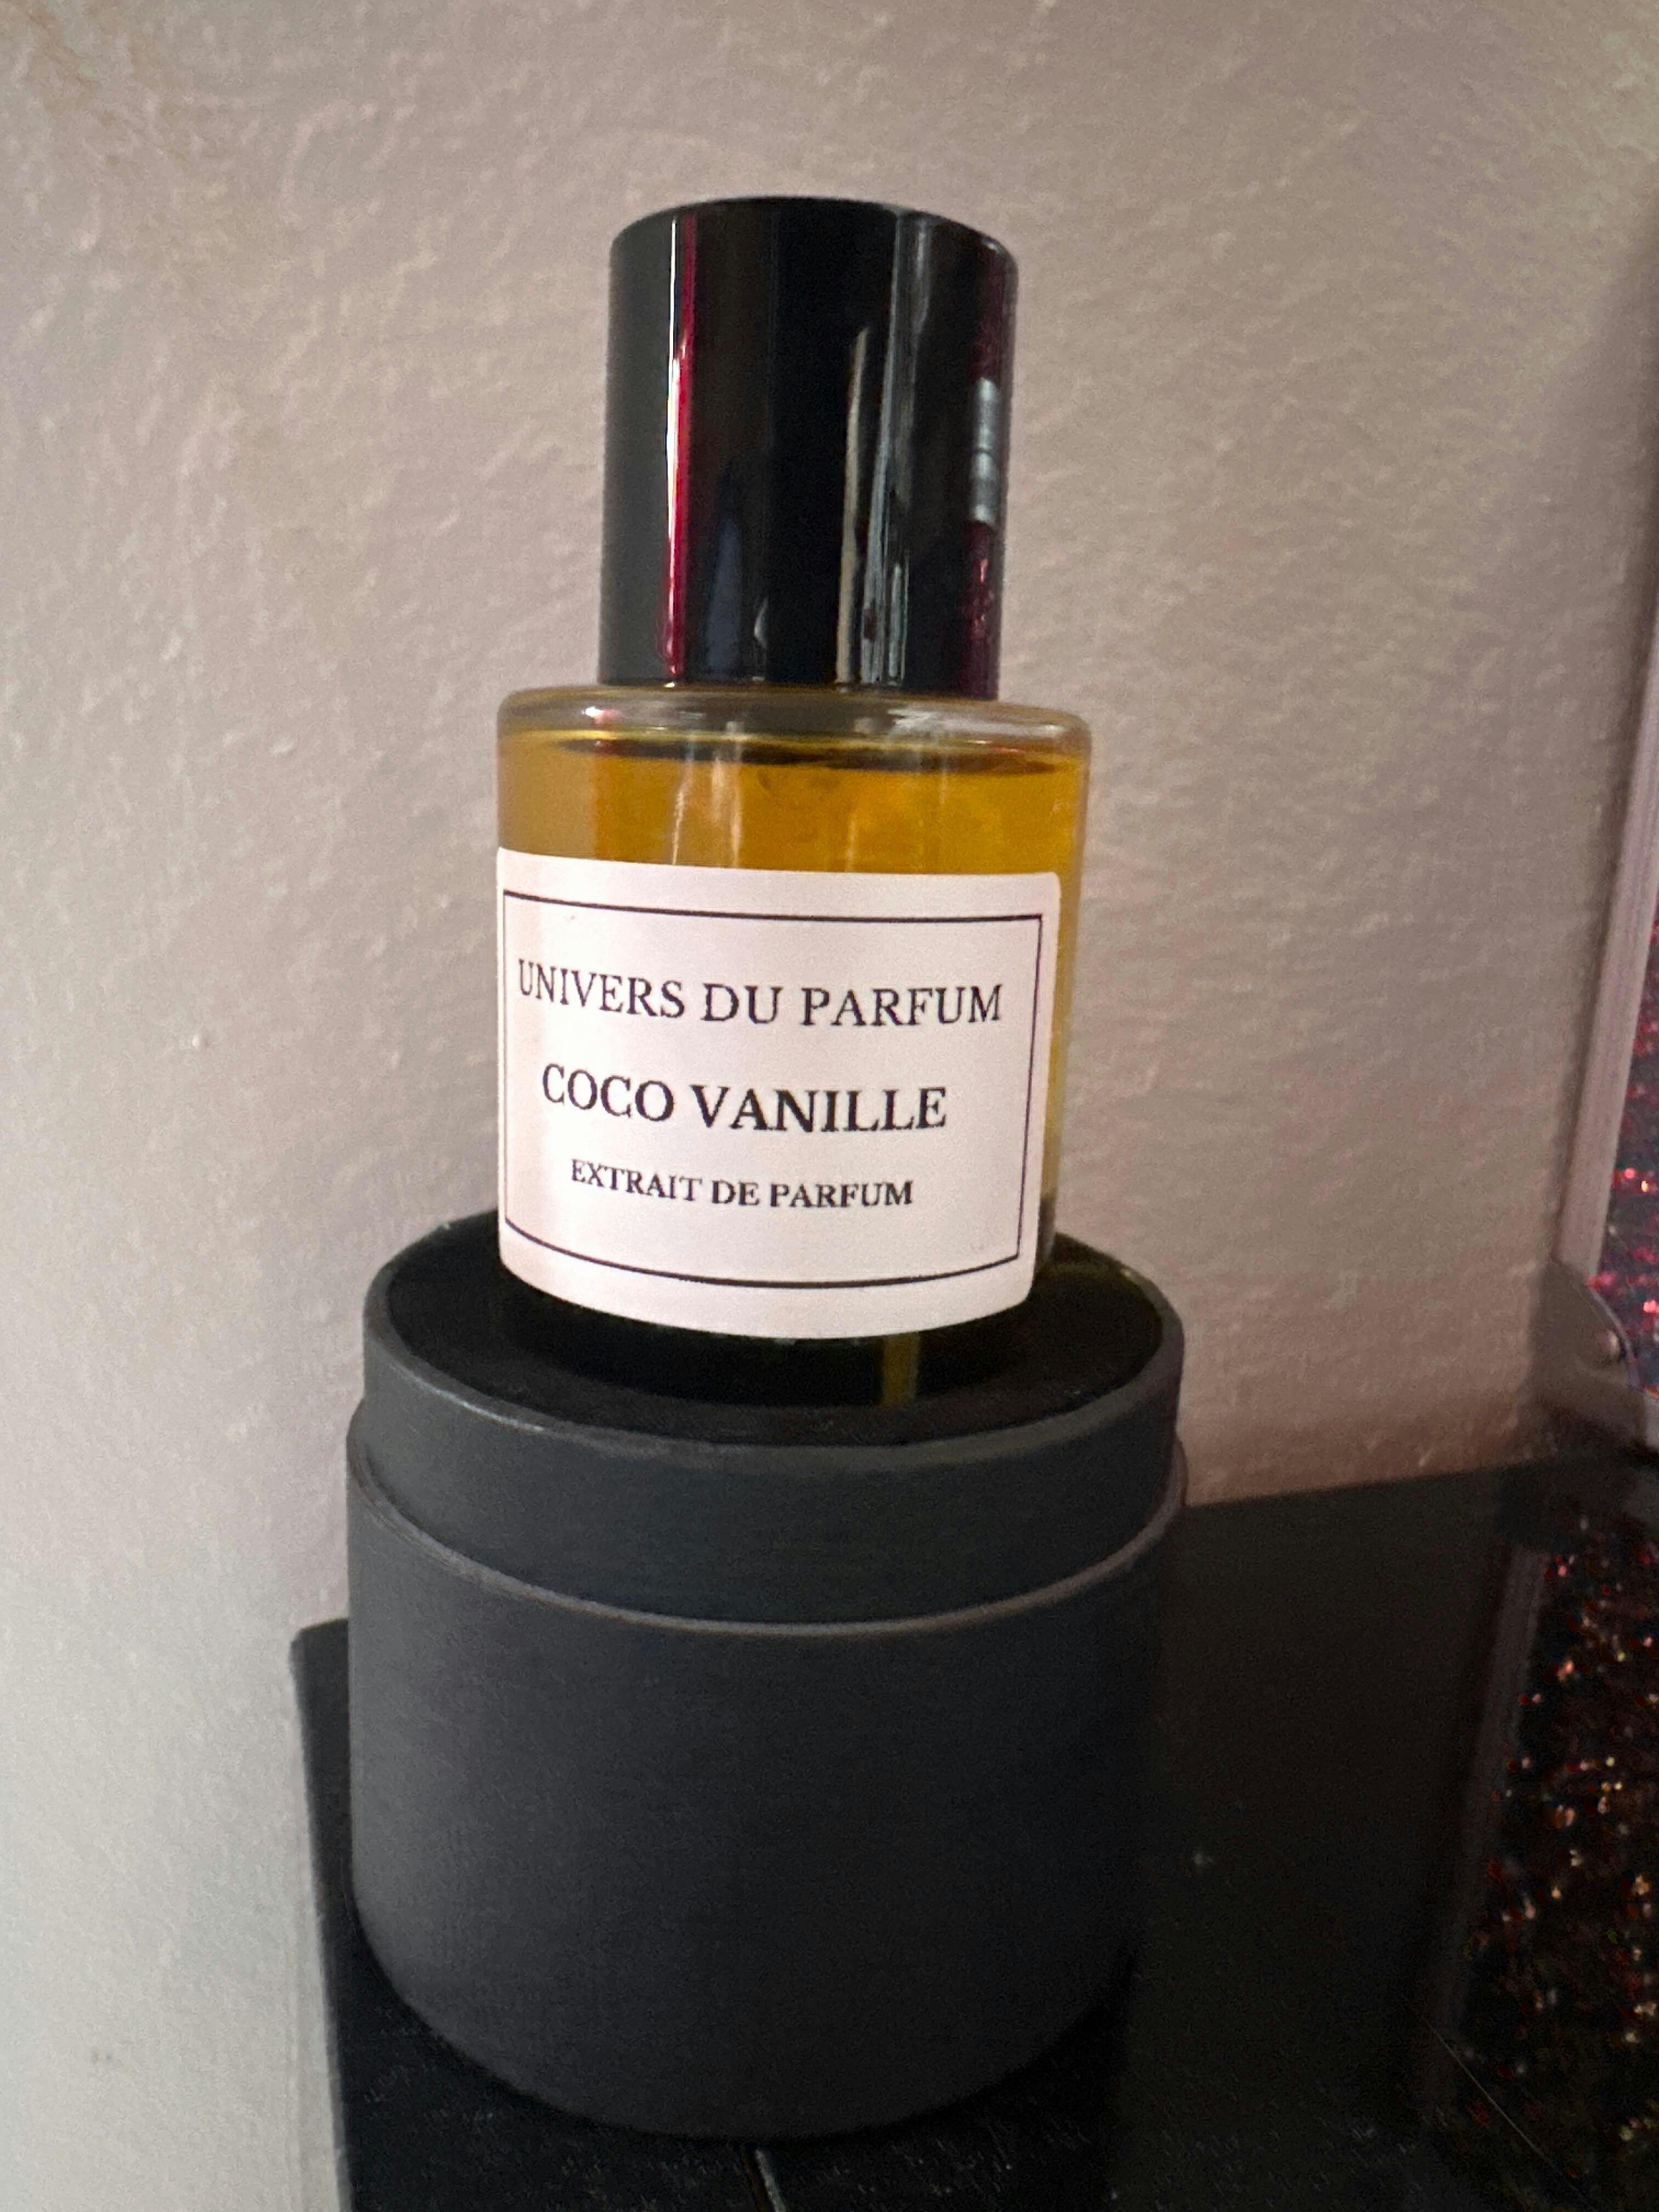 UNIVERS DU PARFUM
COCO VANILLE
EXTRAIT DE PARFUM